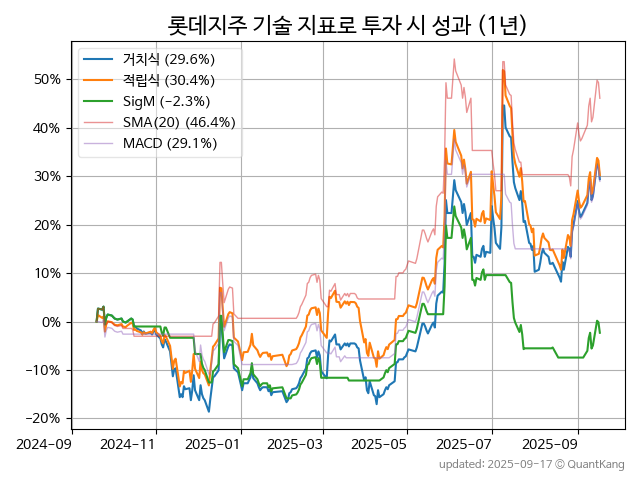 롯데지주 기술 지표로 투자 시 성과 (1년)
거치식 (29.6%)
적립식 (30.4%)
SigM (−2.3%)
SMA(20) (46.4%)
MACD (29.1%)
50%
40%
30%
20%
10%
0%
−10%
−20%
2024-09 2024-11 2025-01 2025-03 2025-05 2025-07 2025-09
updated: 2025-09-17 © QuantKang